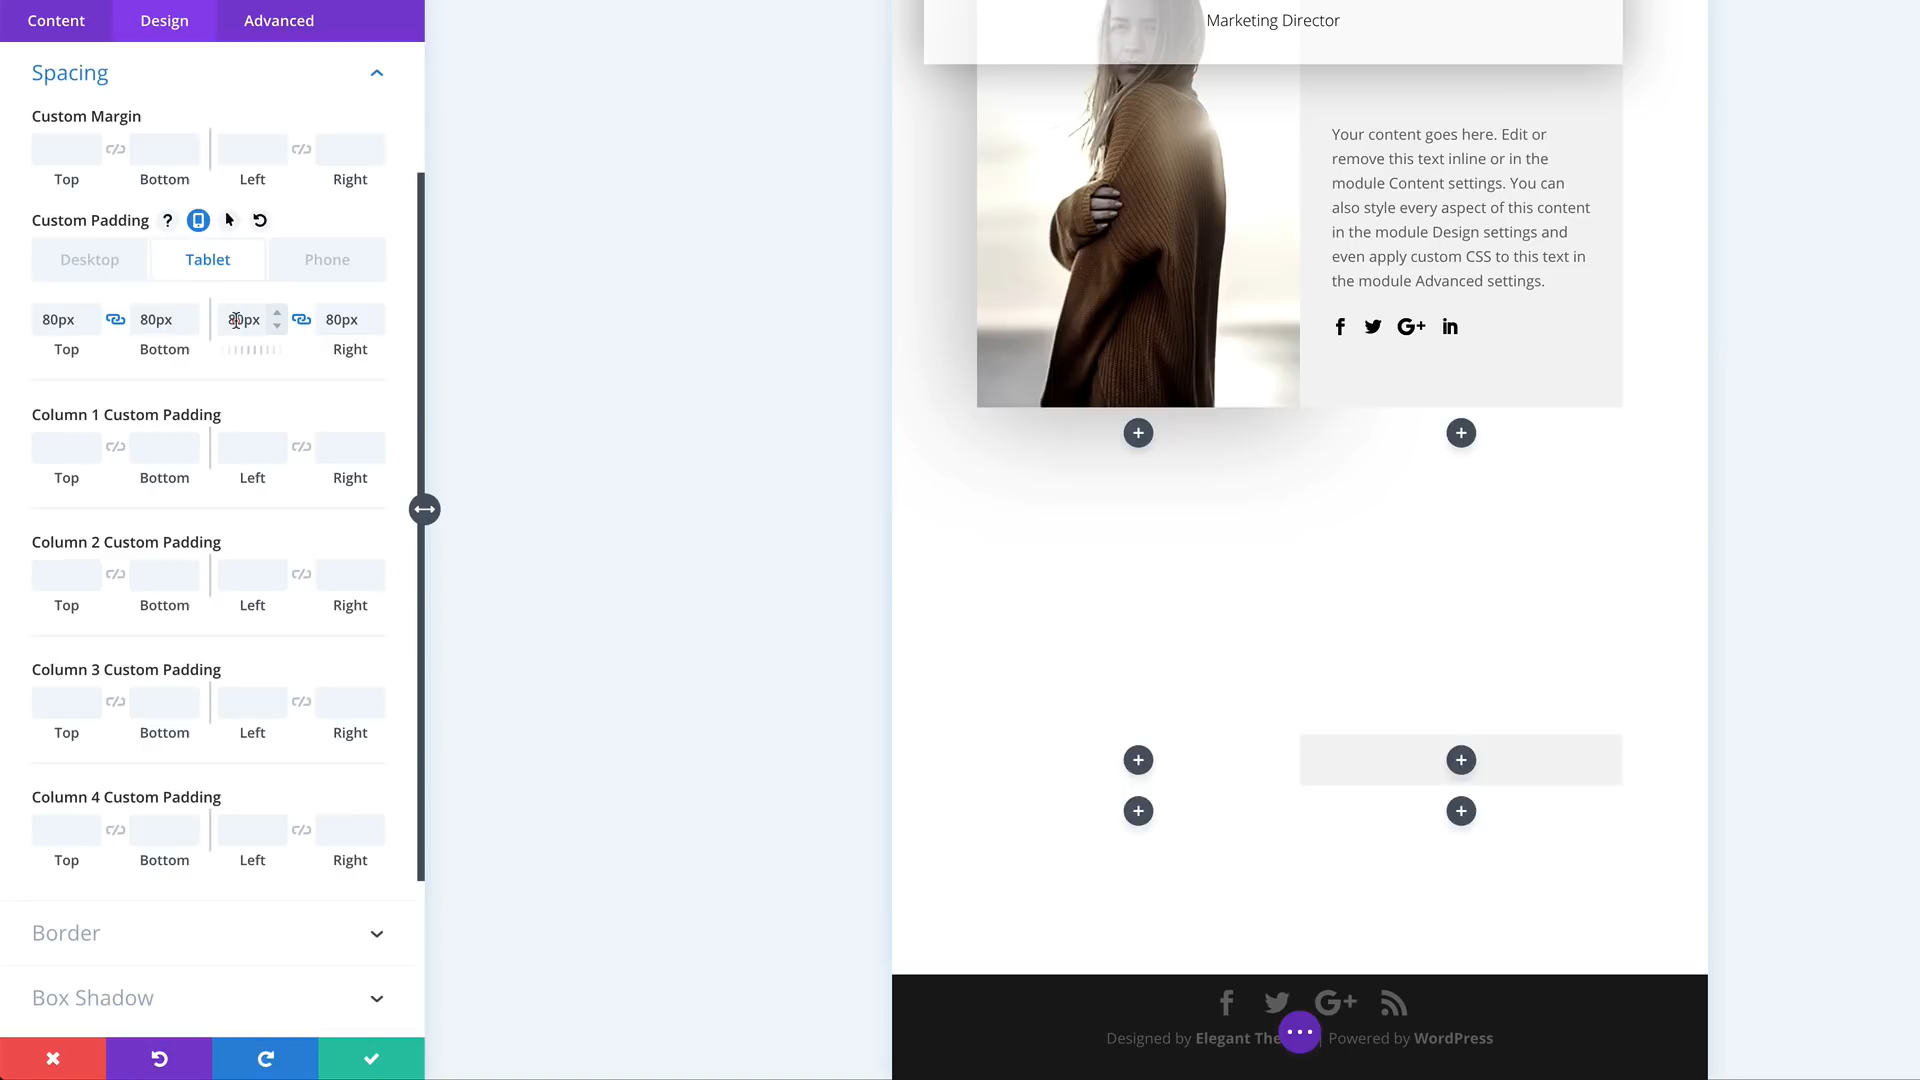 Content Design Advanced
Spacing
Custom Margin
Top Bottom Left Right
Custom Padding ?
Desktop Tablet Phone
80px 80px 80px 80px
Top Bottom Right
Column 1 Custom Padding
Top Bottom Left Right
Column 2 Custom Padding
Top Bottom Left Right
Column 3 Custom Padding
Top Bottom Left Right
Column 4 Custom Padding
Top Bottom Left Right
Border
Box Shadow
Marketing Director
Your content goes here. Edit or
remove this text inline or in the
module Content settings. You can
also style every aspect of this content
in the module Design settings and
even apply custom CSS to this text in
the module Advanced settings.
f G+ in
f G+
Designed by Elegant The | Powered by WordPress